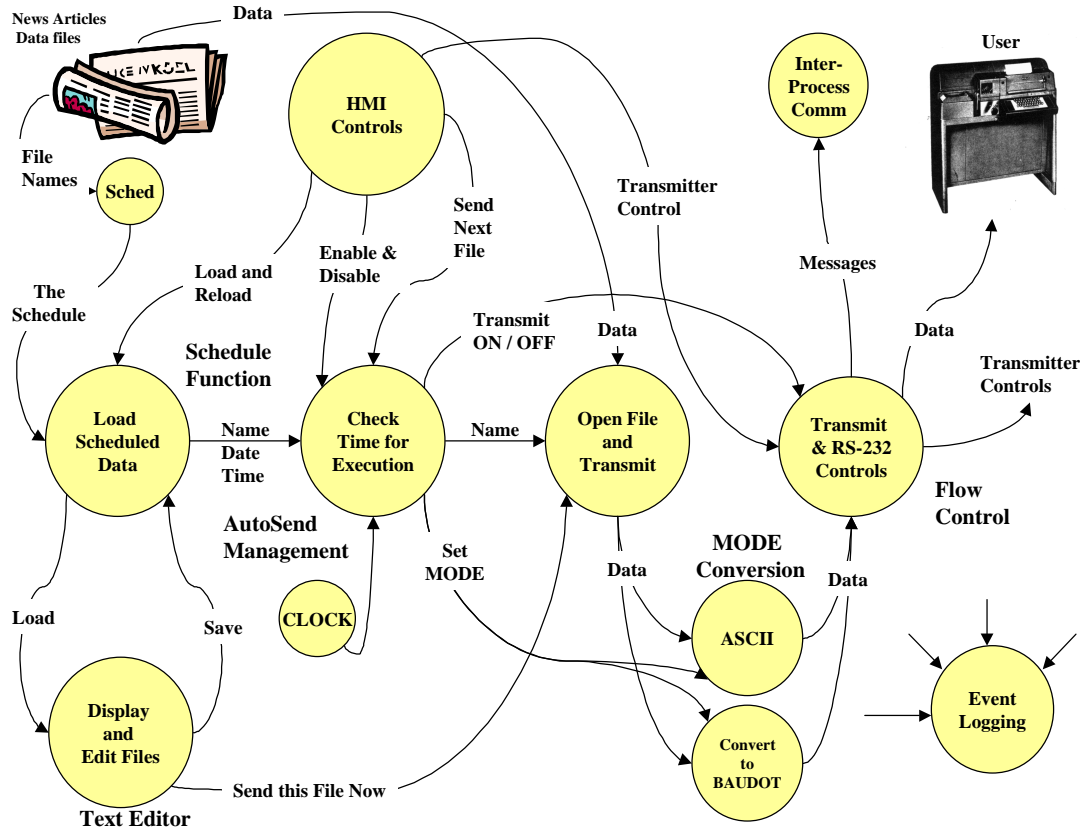 News Articles
Data files
Data
User
HMI
Controls
Inter-
Process
Comm
File
Names
Sched
Send
Next
File
Transmitter
Control
Enable &
Disable
Load and
Reload
Messages
The
Schedule
Transmit
ON / OFF
Data
Data
Transmitter
Controls
Schedule
Function
Load
Scheduled
Data
Name
Date
Time
Check
Time for
Execution
Name
Open File
and
Transmit
Transmit
& RS-232
Controls
Flow
Control
AutoSend
Management
Set
MODE
MODE
Conversion
Data
Data
Load
Save
CLOCK
ASCII
Display
and
Edit Files
Convert
to
BAUDOT
Event
Logging
Send this File Now
Text Editor